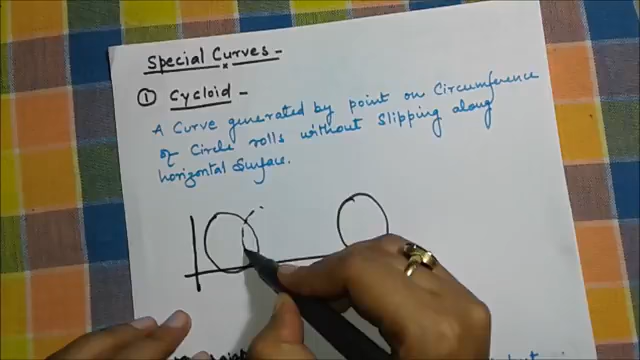 Special Curves -
① Cycloid -
A Curve generated by point on Circumference
of Circle rolls without Slipping along
horizontal Surface.